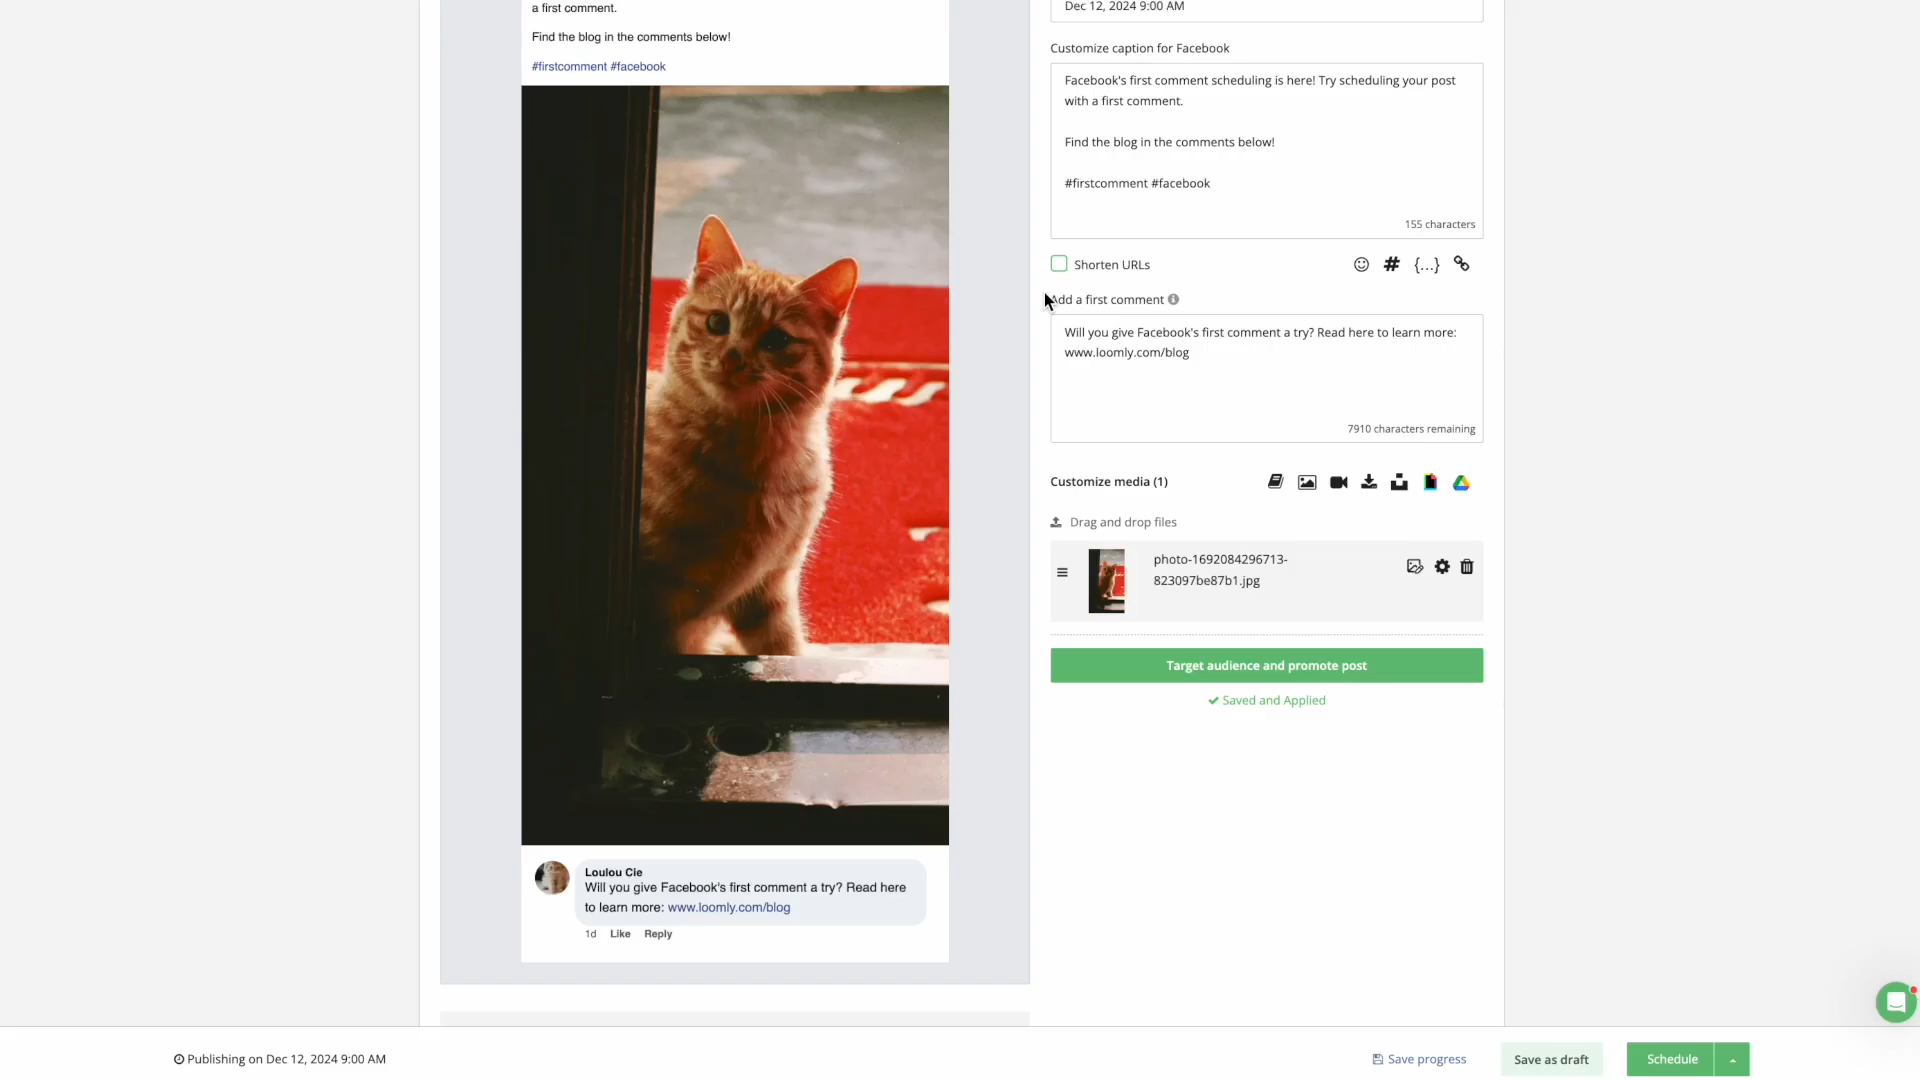 a first comment.
Find the blog in the comments below!
#firstcomment #facebook
Loulou Cie
Will you give Facebook's first comment a try? Read here
to learn more: www.loomly.com/blog
1d Like Reply
Dec 12, 2024 9:00 AM
Customize caption for Facebook
Facebook's first comment scheduling is here! Try scheduling your post
with a first comment.
Find the blog in the comments below!
#firstcomment #facebook
155 characters
Shorten URLs
{...}
Add a first comment
Will you give Facebook's first comment a try? Read here to learn more:
www.loomly.com/blog
7910 characters remaining
Customize media (1)
Drag and drop files
photo-1692084296713-
823097be87b1.jpg
Target audience and promote post
Saved and Applied
Publishing on Dec 12, 2024 9:00 AM
Save progress
Save as draft
Schedule